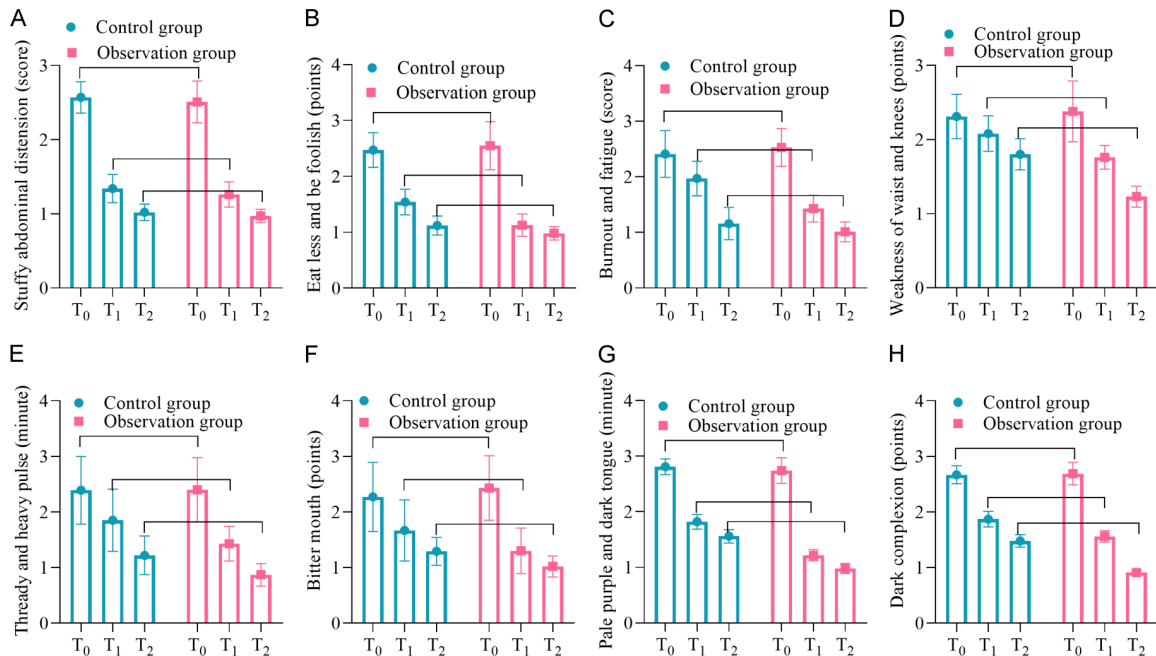 A
Control group
Observation group
Stuffy abdominal distension (score)
3
2
1
0
T0 T1 T2 T0 T1 T2
B
Control group
Observation group
Eat less and be foolish (points)
4
3
2
1
0
T0 T1 T2 T0 T1 T2
C
Control group
Observation group
Burnout and fatigue (score)
4
3
2
1
0
T0 T1 T2 T0 T1 T2
D
Control group
Observation group
Weakness of waist and knees (points)
3
2
1
0
T0 T1 T2 T0 T1 T2
E
Control group
Observation group
Thready and heavy pulse (minute)
4
3
2
1
0
T0 T1 T2 T0 T1 T2
F
Control group
Observation group
Bitter mouth (points)
4
3
2
1
0
T0 T1 T2 T0 T1 T2
G
Control group
Observation group
Pale purple and dark tongue (minute)
4
3
2
1
0
T0 T1 T2 T0 T1 T2
H
Control group
Observation group
Dark complexion (points)
4
3
2
1
0
T0 T1 T2 T0 T1 T2